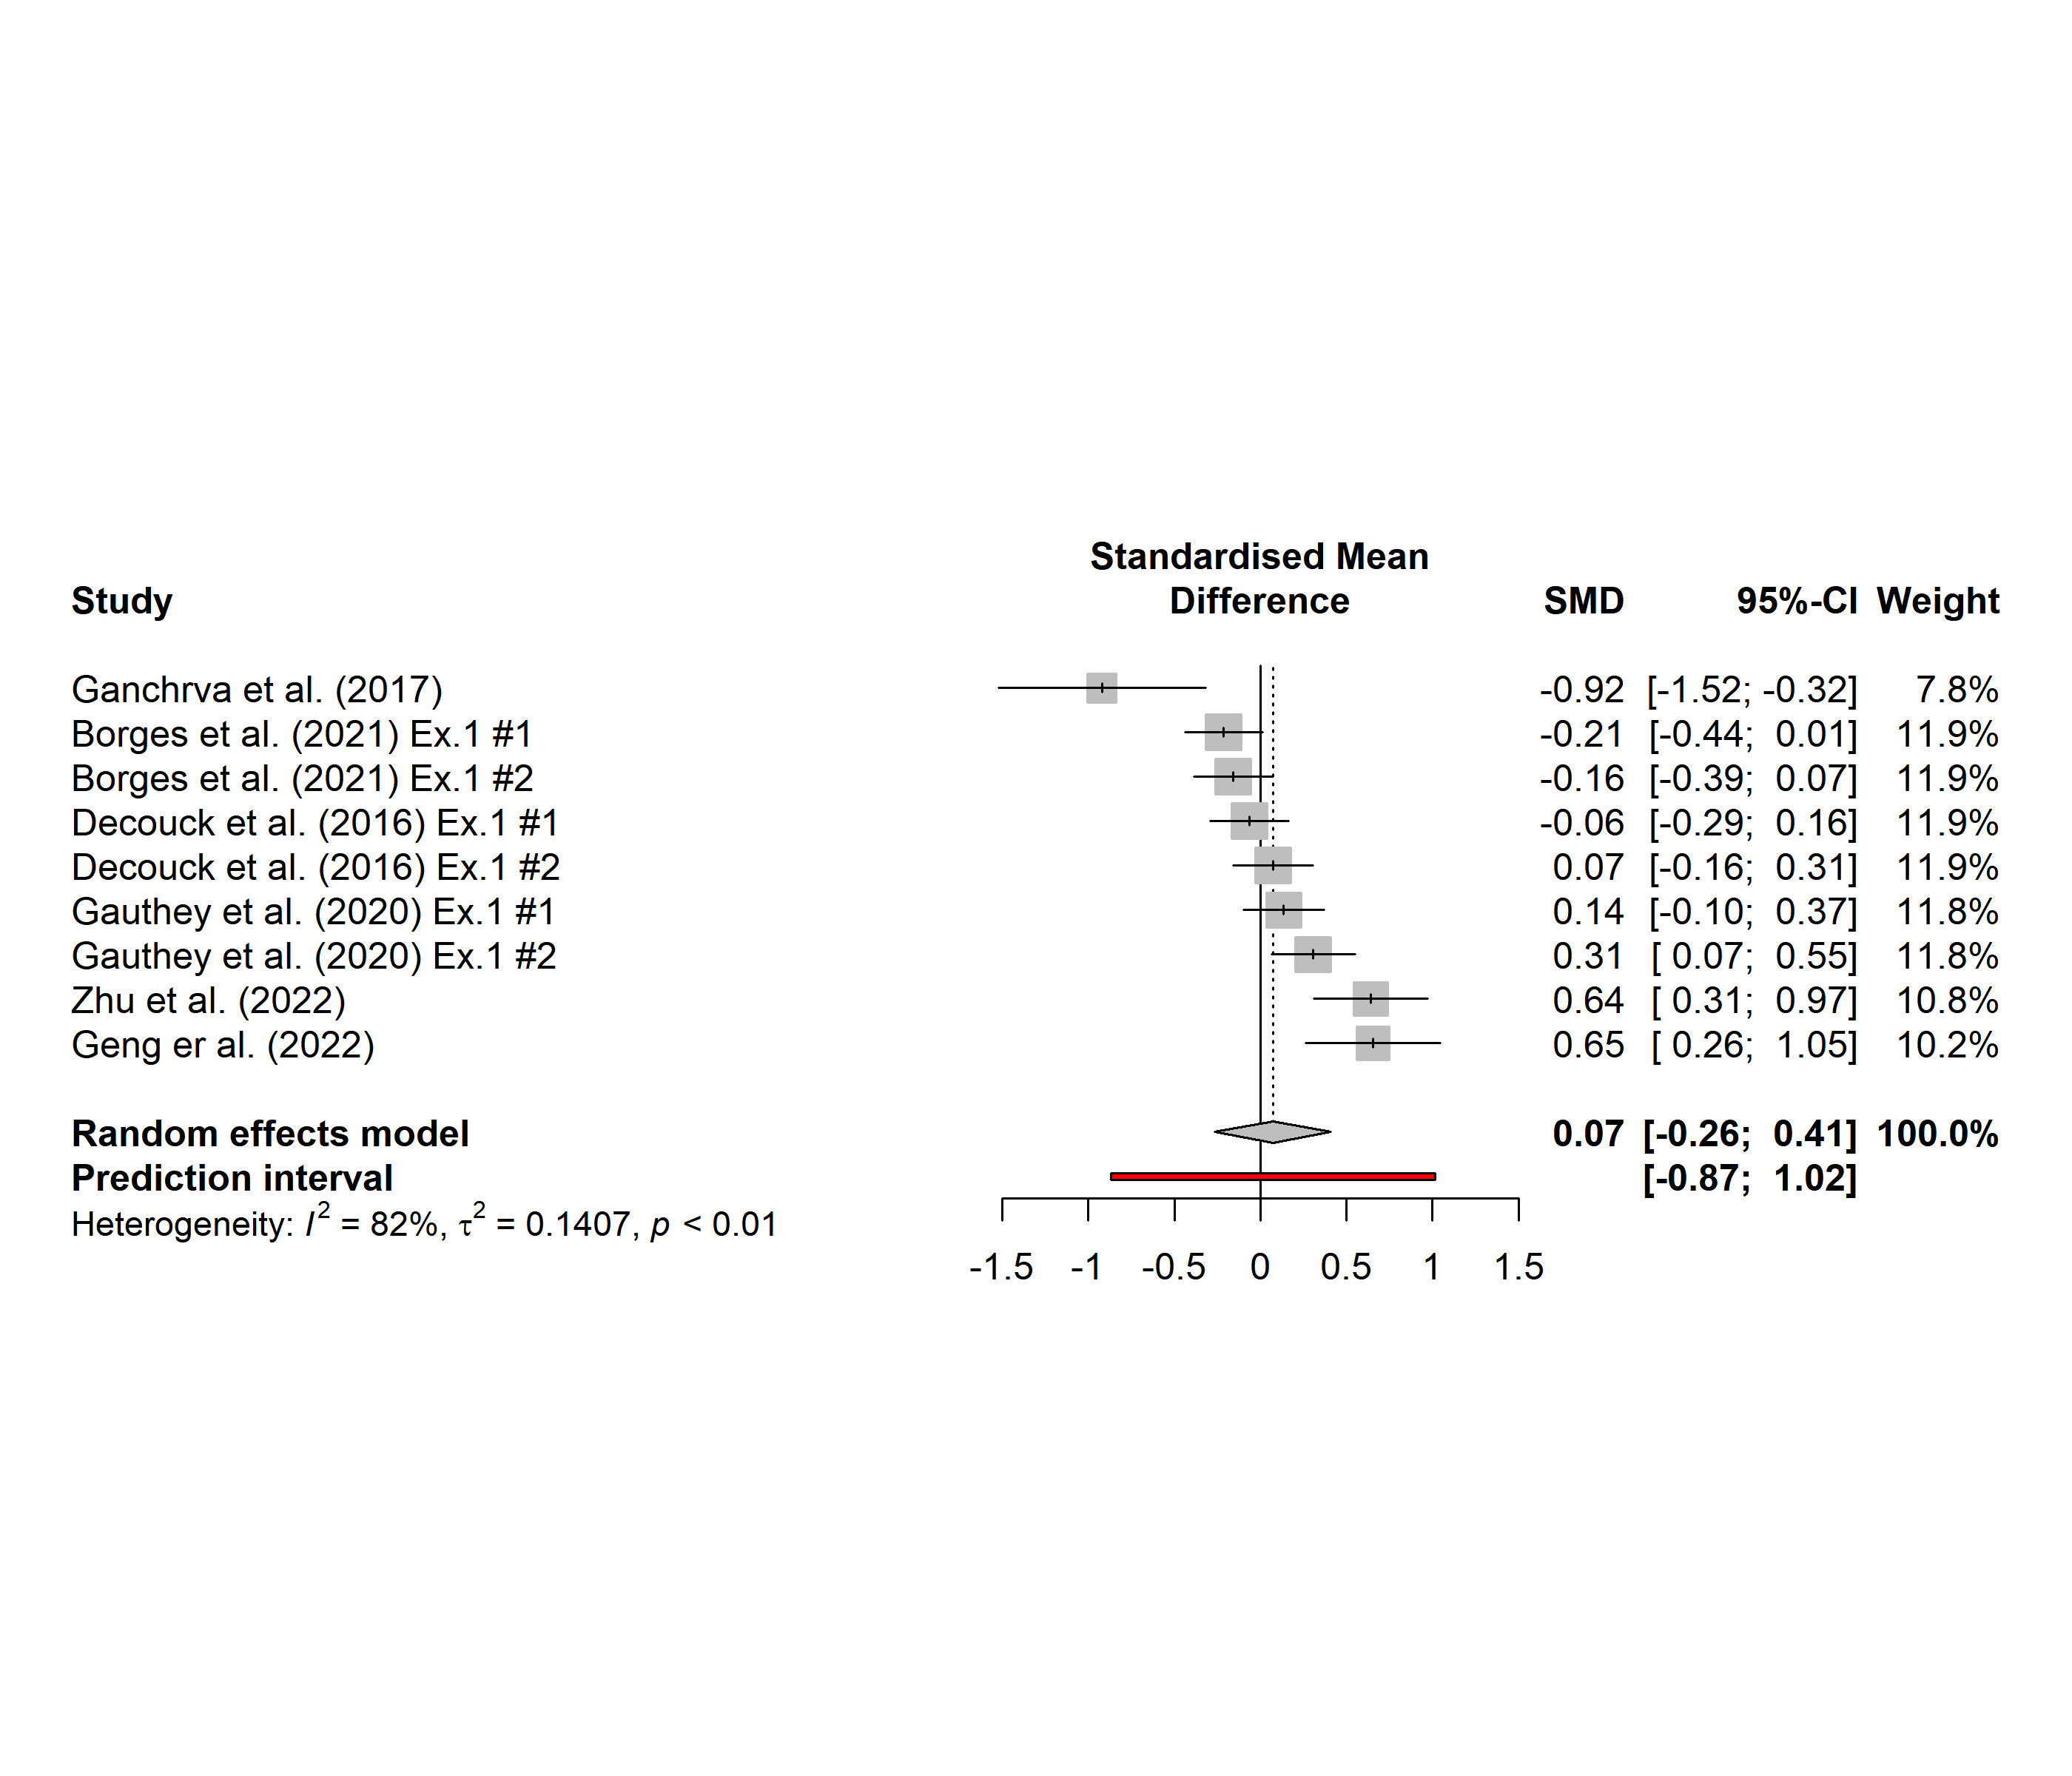 Standardised Mean
Study Difference SMD 95%-CI Weight
Ganchrva et al. (2017) -0.92 [-1.52; -0.32] 7.8%
Borges et al. (2021) Ex.1 #1 -0.21 [-0.44; 0.01] 11.9%
Borges et al. (2021) Ex.1 #2 -0.16 [-0.39; 0.07] 11.9%
Decouck et al. (2016) Ex.1 #1 -0.06 [-0.29; 0.16] 11.9%
Decouck et al. (2016) Ex.1 #2 0.07 [-0.16; 0.31] 11.9%
Gauthey et al. (2020) Ex.1 #1 0.14 [-0.10; 0.37] 11.8%
Gauthey et al. (2020) Ex.1 #2 0.31 [ 0.07; 0.55] 11.8%
Zhu et al. (2022) 0.64 [ 0.31; 0.97] 10.8%
Geng er al. (2022) 0.65 [ 0.26; 1.05] 10.2%
Random effects model 0.07 [-0.26; 0.41] 100.0%
Prediction interval [-0.87; 1.02]
Heterogeneity: I² = 82%, τ² = 0.1407, p < 0.01
-1.5 -1 -0.5 0 0.5 1 1.5